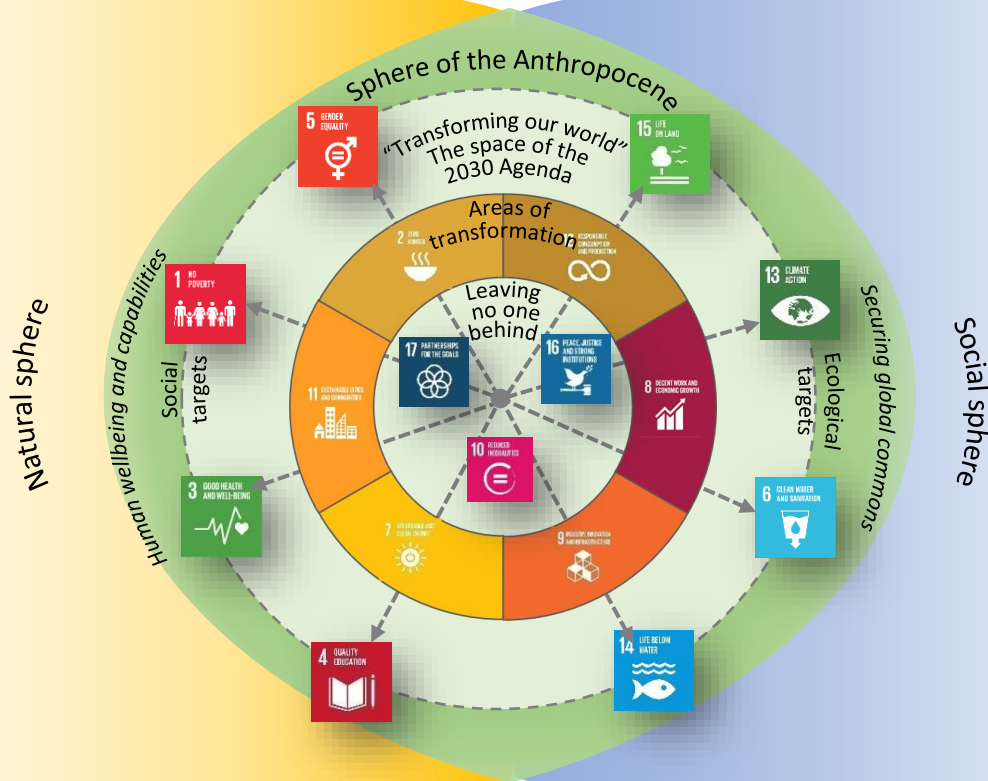 Sphere of the Anthropocene
“Transforming our world”
The space of the
2030 Agenda
5 GENDER
EQUALITY
15 LIFE
ON LAND
Areas of
transformation
2 ZERO
HUNGER
RESPONSIBLE
CONSUMPTION
AND PRODUCTION
1 NO
POVERTY
13 CLIMATE
ACTION
Leaving
no one
behind
17 PARTNERSHIPS
FOR THE GOALS
16 PEACE, JUSTICE
AND STRONG
INSTITUTIONS
Natural sphere
Human wellbeing and capabilities
Social
targets
11 SUSTAINABLE CITIES
AND COMMUNITIES
8 DECENT WORK AND
ECONOMIC GROWTH
Ecological
targets
Securing global commons
Social sphere
10 REDUCED
INEQUALITIES
3 GOOD HEALTH
AND WELL-BEING
6 CLEAN WATER
AND SANITATION
7 AFFORDABLE AND
CLEAN ENERGY
9 INDUSTRY, INNOVATION
AND INFRASTRUCTURE
4 QUALITY
EDUCATION
14 LIFE BELOW
WATER